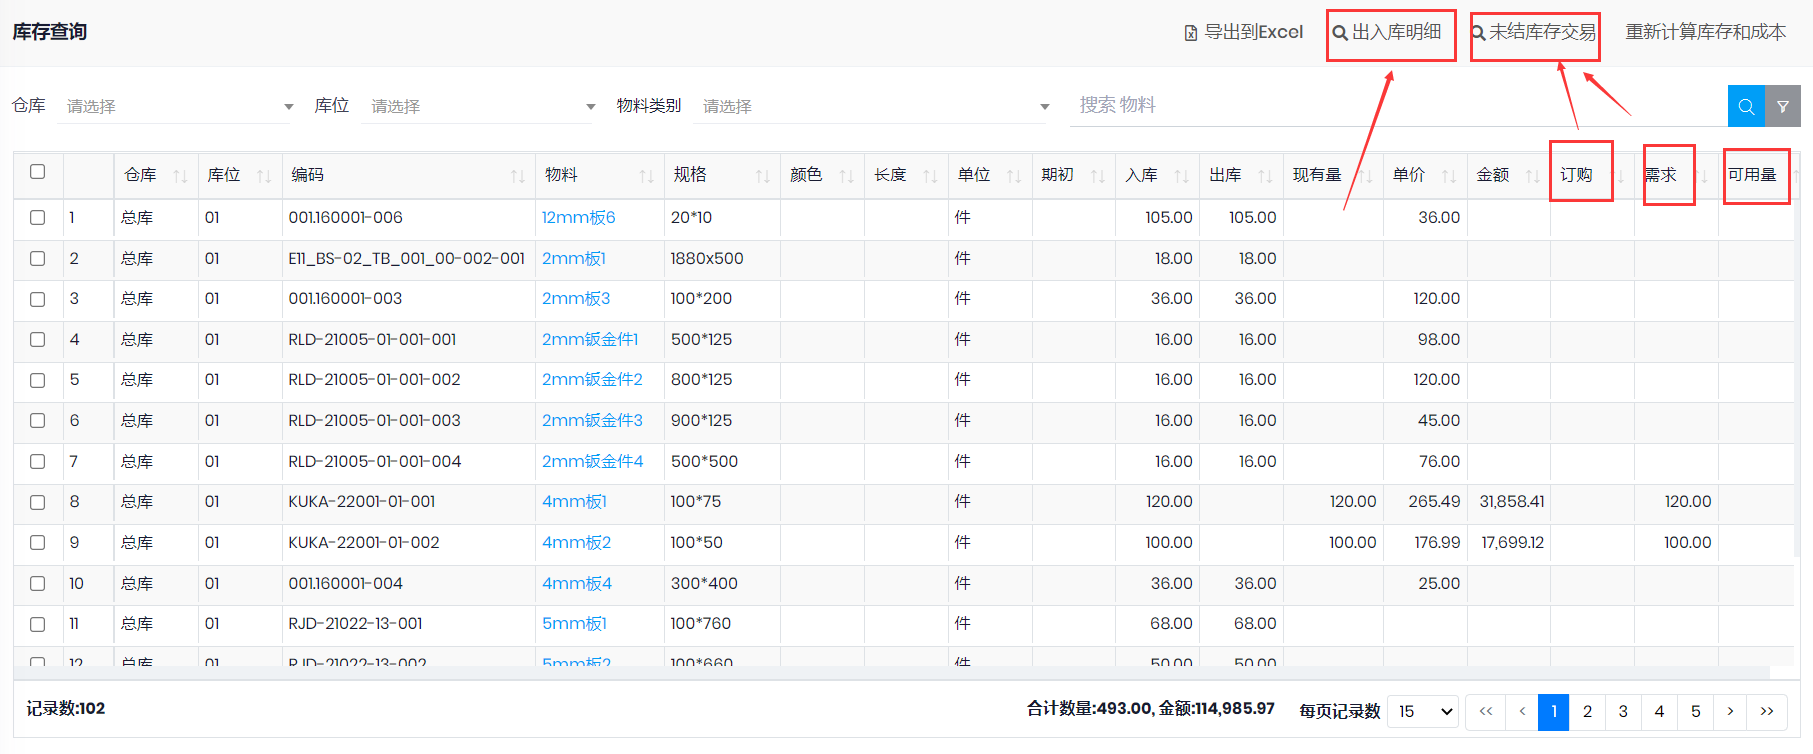 库存查询
导出到Excel 出入库明细 未结库存交易 重新计算库存和成本
仓库 请选择 库位 请选择 物料类别 请选择 搜索 物料
仓库 库位 编码 物料 规格 颜色 长度 单位 期初 入库 出库 现有量 单价 金额 订购 需求 可用量
1 总库 01 001.160001-006 12mm板6 20*10 件 105.00 105.00 36.00
2 总库 01 E11_BS-02_TB_001_00-002-001 2mm板1 1880x500 件 18.00 18.00
3 总库 01 001.160001-003 2mm板3 100*200 件 36.00 36.00 120.00
4 总库 01 RLD-21005-01-001-001 2mm钣金件1 500*125 件 16.00 16.00 98.00
5 总库 01 RLD-21005-01-001-002 2mm钣金件2 800*125 件 16.00 16.00 120.00
6 总库 01 RLD-21005-01-001-003 2mm钣金件3 900*125 件 16.00 16.00 45.00
7 总库 01 RLD-21005-01-001-004 2mm钣金件4 500*500 件 16.00 16.00 76.00
8 总库 01 KUKA-22001-01-001 4mm板1 100*75 件 120.00 120.00 265.49 31,858.41 120.00
9 总库 01 KUKA-22001-01-002 4mm板2 100*50 件 100.00 100.00 176.99 17,699.12 100.00
10 总库 01 001.160001-004 4mm板4 300*400 件 36.00 36.00 25.00
11 总库 01 RJD-21022-13-001 5mm板1 100*760 件 68.00 68.00
12 总库 01 RJD-21022-13-002 5mm板2 100*660 件 50.00 50.00
记录数:102 合计数量:493.00, 金额:114,985.97 每页记录数 15 << < 1 2 3 4 5 > >>